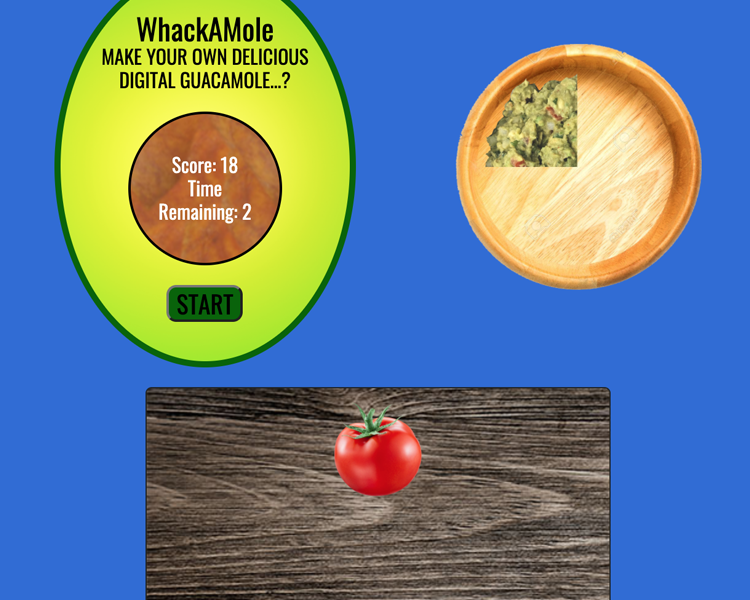 WhackAMole
MAKE YOUR OWN DELICIOUS
DIGITAL GUACAMOLE...?
Score: 18
Time
Remaining: 2
START